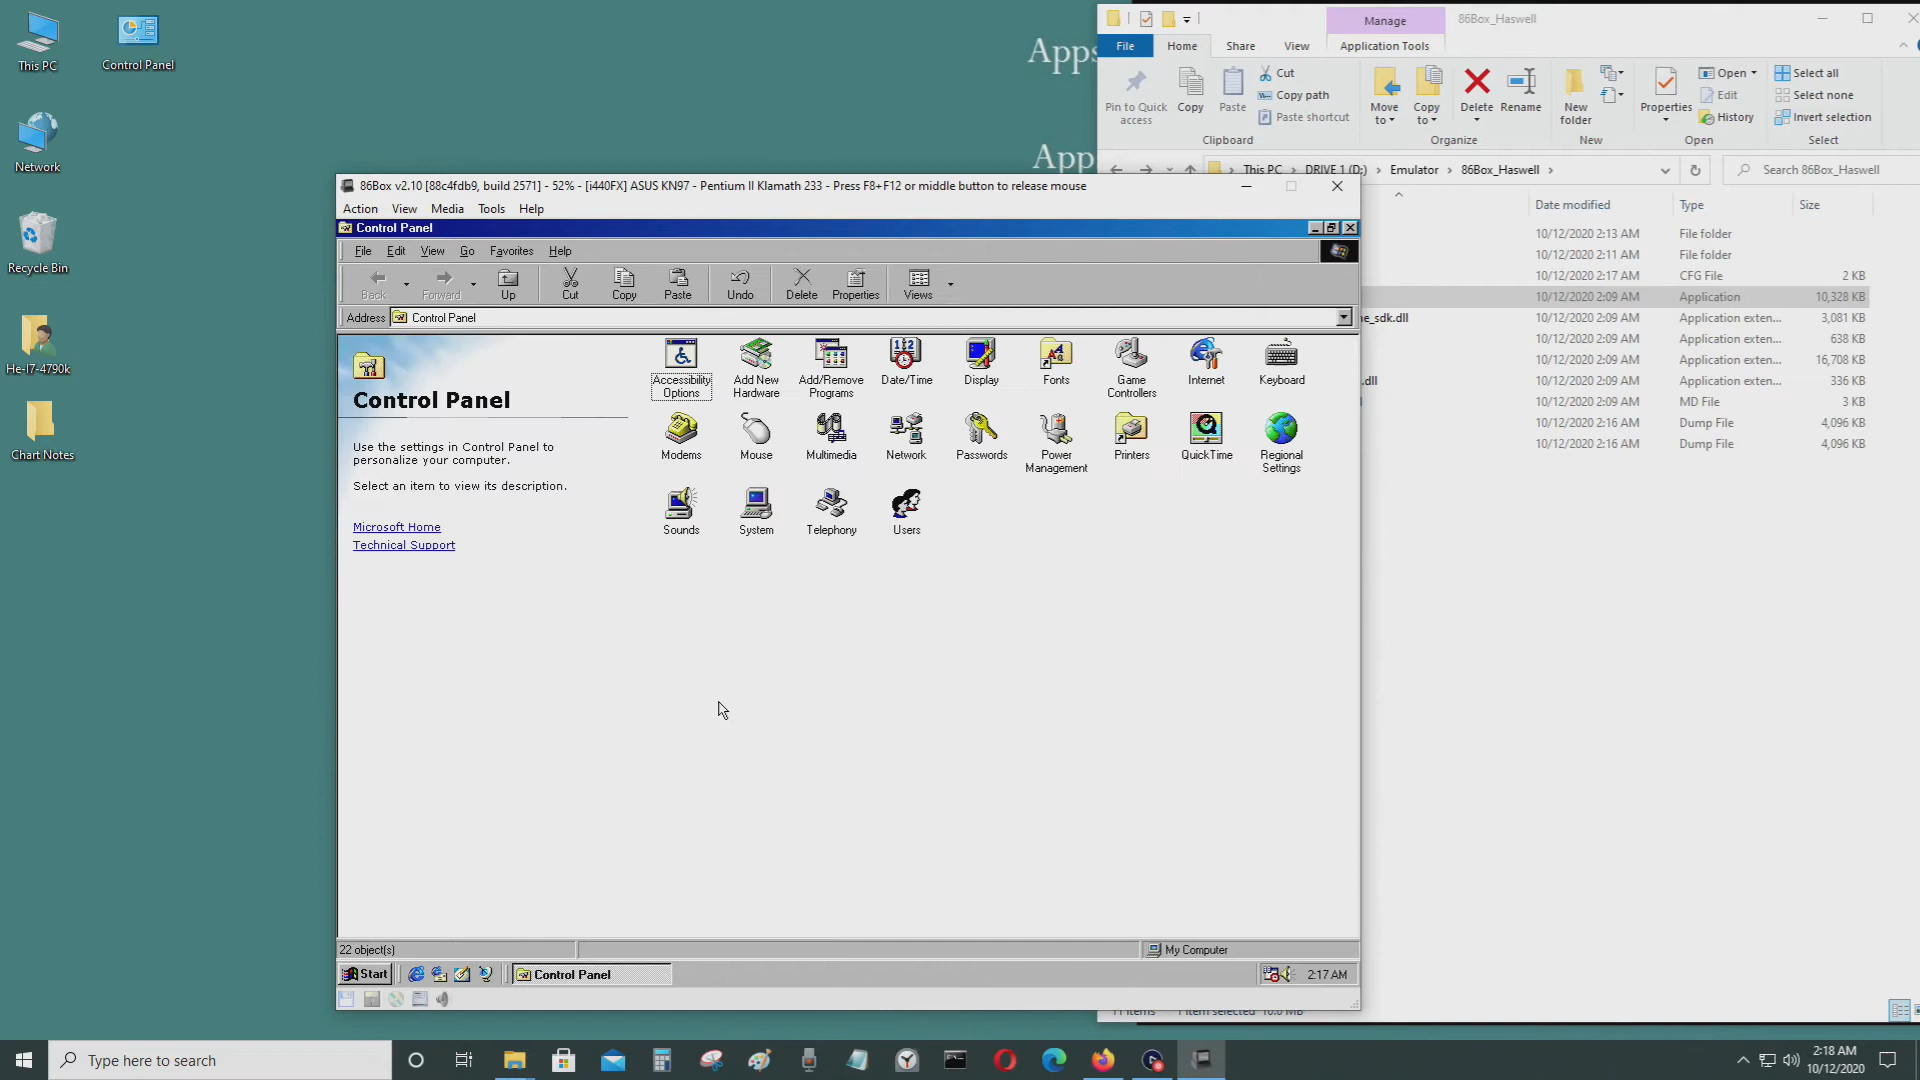 This PC
Control Panel
Network
Recycle Bin
He-I7-4790k
Chart Notes
Apps
App
Manage
86Box_Haswell
File
Home
Share
View
Application Tools
Pin to Quick access
Copy
Paste
Cut
Copy path
Paste shortcut
Move to
Copy to
Delete
Rename
New folder
Properties
Open
Edit
History
Select all
Select none
Invert selection
Clipboard
Organize
New
Open
Select
This PC > DRIVE 1 (D:) > Emulator > 86Box_Haswell >
Search 86Box_Haswell
Date modified
Type
Size
10/12/2020 2:13 AM File folder
10/12/2020 2:11 AM File folder
10/12/2020 2:17 AM CFG File 2 KB
10/12/2020 2:09 AM Application 10,328 KB
e_sdk.dll 10/12/2020 2:09 AM Application exten... 3,081 KB
10/12/2020 2:09 AM Application exten... 638 KB
10/12/2020 2:09 AM Application exten... 16,708 KB
.dll 10/12/2020 2:09 AM Application exten... 336 KB
10/12/2020 2:09 AM MD File 3 KB
10/12/2020 2:16 AM Dump File 4,096 KB
10/12/2020 2:16 AM Dump File 4,096 KB
86Box v2.10 [88c4fdb9, build 2571] - 52% - [i440FX] ASUS KN97 - Pentium II Klamath 233 - Press F8+F12 or middle button to release mouse
Action View Media Tools Help
Control Panel
File Edit View Go Favorites Help
Back
Forward
Up
Cut
Copy
Paste
Undo
Delete
Properties
Views
Address Control Panel
Control Panel
Use the settings in Control Panel to
personalize your computer.
Select an item to view its description.
Microsoft Home
Technical Support
Accessibility Options
Add New Hardware
Add/Remove Programs
Date/Time
Display
Fonts
Game Controllers
Internet
Keyboard
Modems
Mouse
Multimedia
Network
Passwords
Power Management
Printers
QuickTime
Regional Settings
Sounds
System
Telephony
Users
22 object(s)
My Computer
Start
Control Panel
2:17 AM
11 items 1 item selected 10.0 MB
Type here to search
2:18 AM
10/12/2020